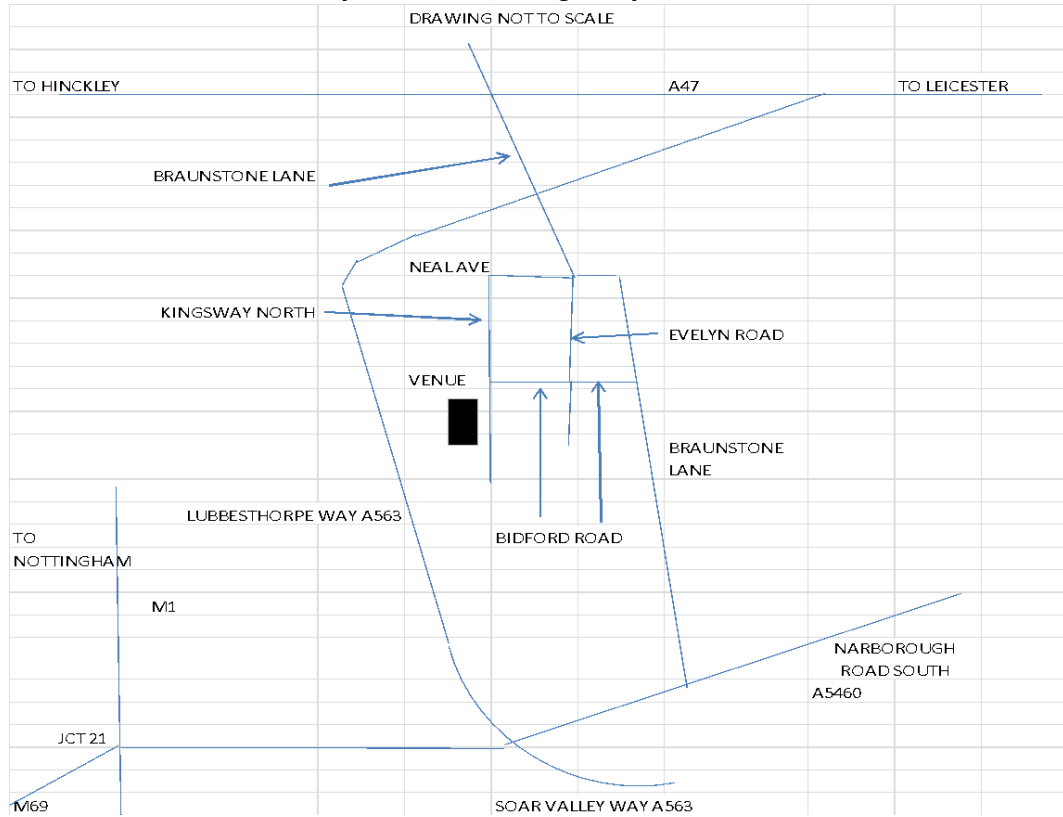 DRAWING NOT TO SCALE
TO HINCKLEY
A47
TO LEICESTER
BRAUNSTONE LANE
NEAL AVE
KINGSWAY NORTH
EVELYN ROAD
VENUE
BRAUNSTONE
LANE
LUBBESTHORPE WAY A563
BIDFORD ROAD
TO
NOTTINGHAM
M1
NARBOROUGH
ROAD SOUTH
A5460
JCT 21
M69
SOAR VALLEY WAY A563